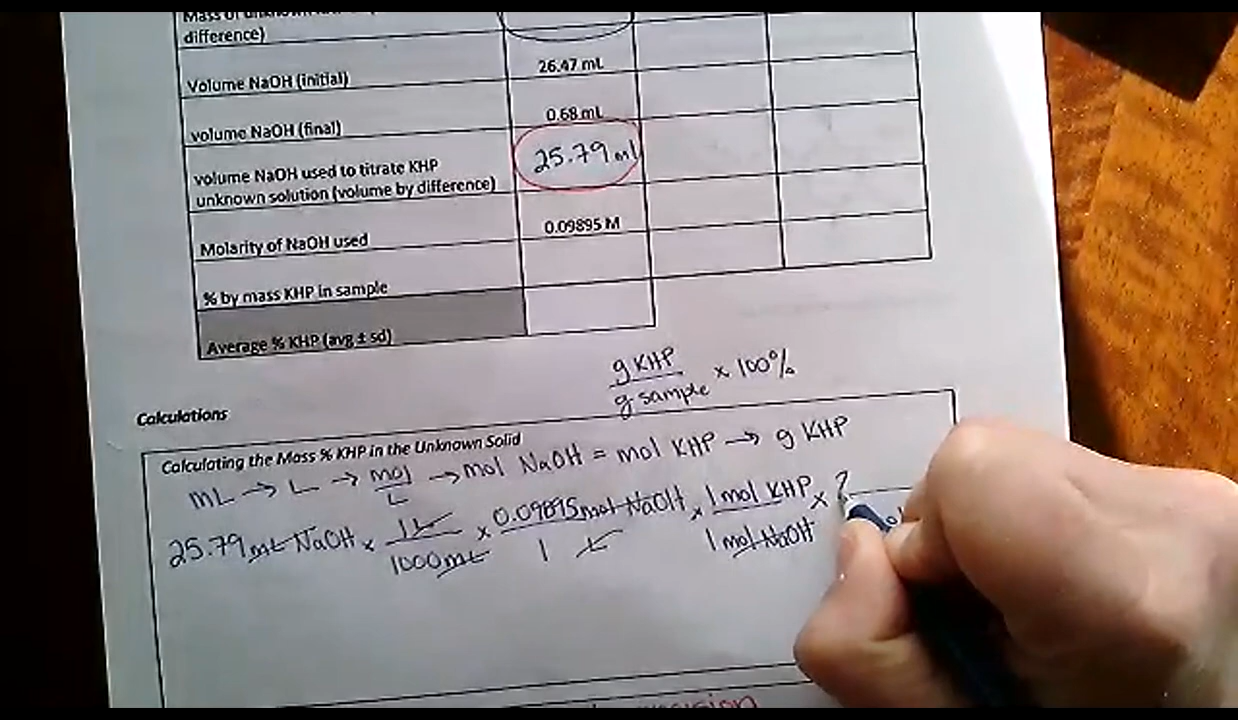 Mass of
difference)
Volume NaOH (initial) 26.47 mL
volume NaOH (final) 0.68 mL
volume NaOH used to titrate KHP
unknown solution (volume by difference) 25.79 ml
Molarity of NaOH used 0.09895 M
% by mass KHP in sample
Average % KHP (avg ± sd)
g KHP
g sample × 100%
Calculations
Calculating the Mass % KHP in the Unknown Solid
mL → L → mol/L → mol NaOH = mol KHP → g KHP
25.79 mL NaOH × 1 L / 1000 mL × 0.09895 mol NaOH / 1 L × 1 mol KHP / 1 mol NaOH ×